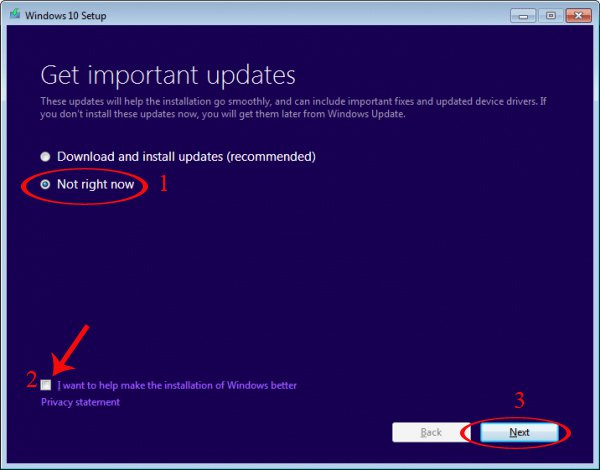 Windows 10 Setup
Get important updates
These updates will help the installation go smoothly, and can include important fixes and updated device drivers. If
you don't install these updates now, you will get them later from Windows Update.
Download and install updates (recommended)
Not right now 1
2 I want to help make the installation of Windows better
Privacy statement
3
Back Next